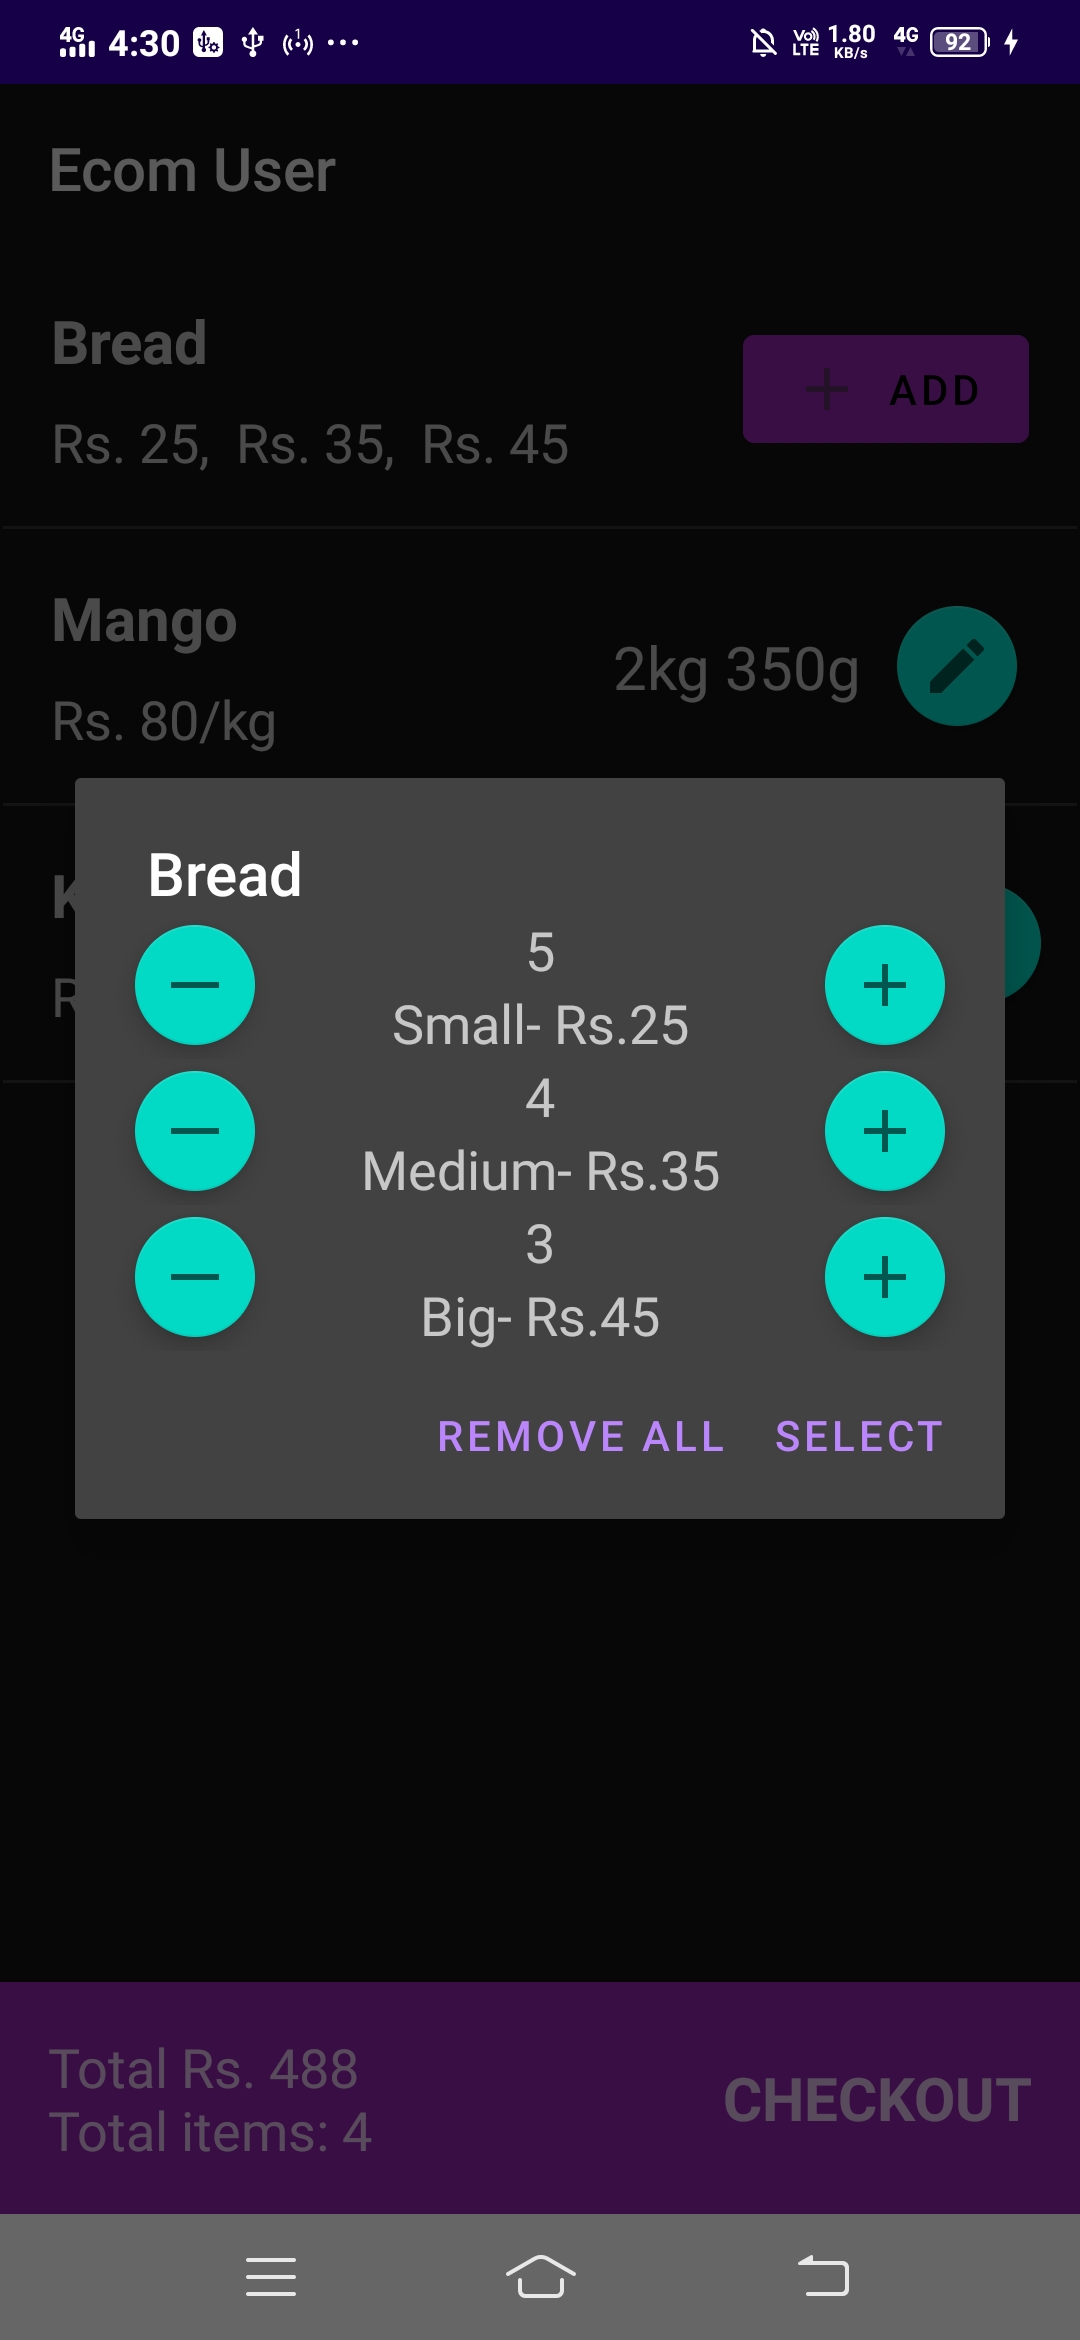 4G 4:30 1 ... Vo) LTE 1.80 KB/s 4G 92
Ecom User
Bread
ADD
Rs. 25, Rs. 35, Rs. 45
Mango
2kg 350g
Rs. 80/kg
K
R
Bread
5
Small- Rs.25
4
Medium- Rs.35
3
Big- Rs.45
REMOVE ALL SELECT
Total Rs. 488
Total items: 4
CHECKOUT